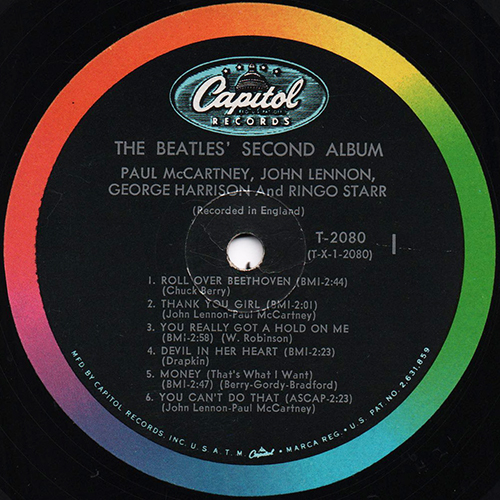 Capitol
RECORDS
THE BEATLES' SECOND ALBUM
PAUL McCARTNEY, JOHN LENNON,
GEORGE HARRISON And RINGO STARR
(Recorded in England)
T-2080
(T-X-1-2080)
1
1. ROLL OVER BEETHOVEN (BMI-2:44)
(Chuck Berry)
2. THANK YOU GIRL (BMI-2:01)
(John Lennon-Paul McCartney)
3. YOU REALLY GOT A HOLD ON ME
(BMI-2:58) (W. Robinson)
4. DEVIL IN HER HEART (BMI-2:23)
(Drapkin)
5. MONEY (That's What I Want)
(BMI-2:47) (Berry-Gordy-Bradford)
6. YOU CAN'T DO THAT (ASCAP-2:23)
(John Lennon-Paul McCartney)
MFD BY CAPITOL RECORDS, INC. U.S.A. T.M. Capitol • MARCA REG. • U.S. PAT. NO. 2,631,859